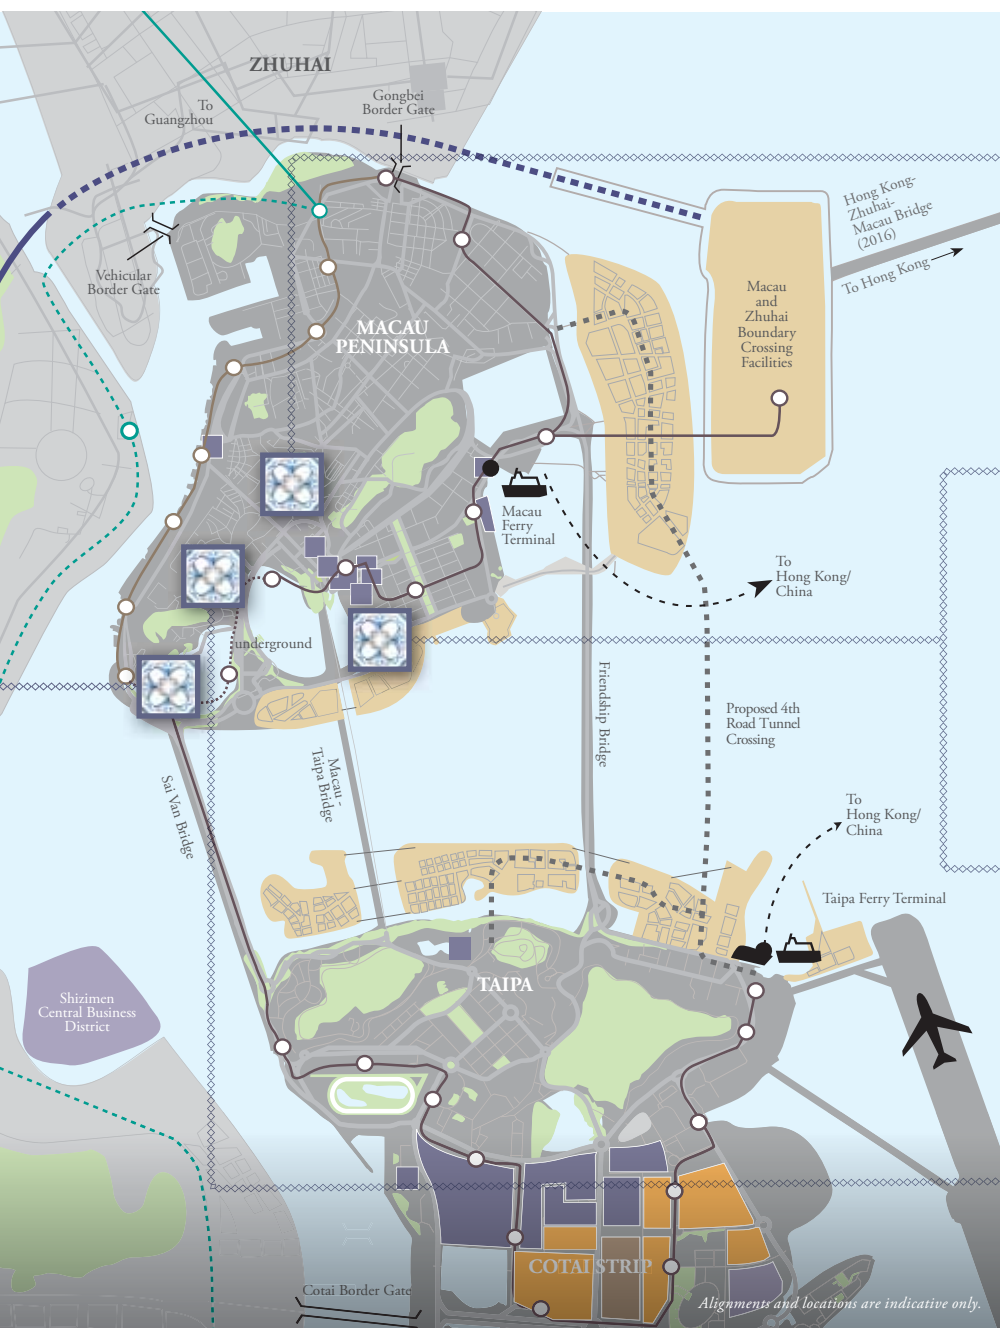 ZHUHAI
Gongbei
Border Gate
To
Guangzhou
Hong Kong-
Zhuhai-
Macau Bridge
(2016)
To Hong Kong
Vehicular
Border Gate
Macau
and
Zhuhai
Boundary
Crossing
Facilities
MACAU
PENINSULA
Macau
Ferry
Terminal
To
Hong Kong/
China
underground
Friendship Bridge
Proposed 4th
Road Tunnel
Crossing
Macau -
Taipa Bridge
Sai Van Bridge
To
Hong Kong/
China
Taipa Ferry Terminal
TAIPA
Shizimen
Central Business
District
COTAI STRIP
Cotai Border Gate
Alignments and locations are indicative only.